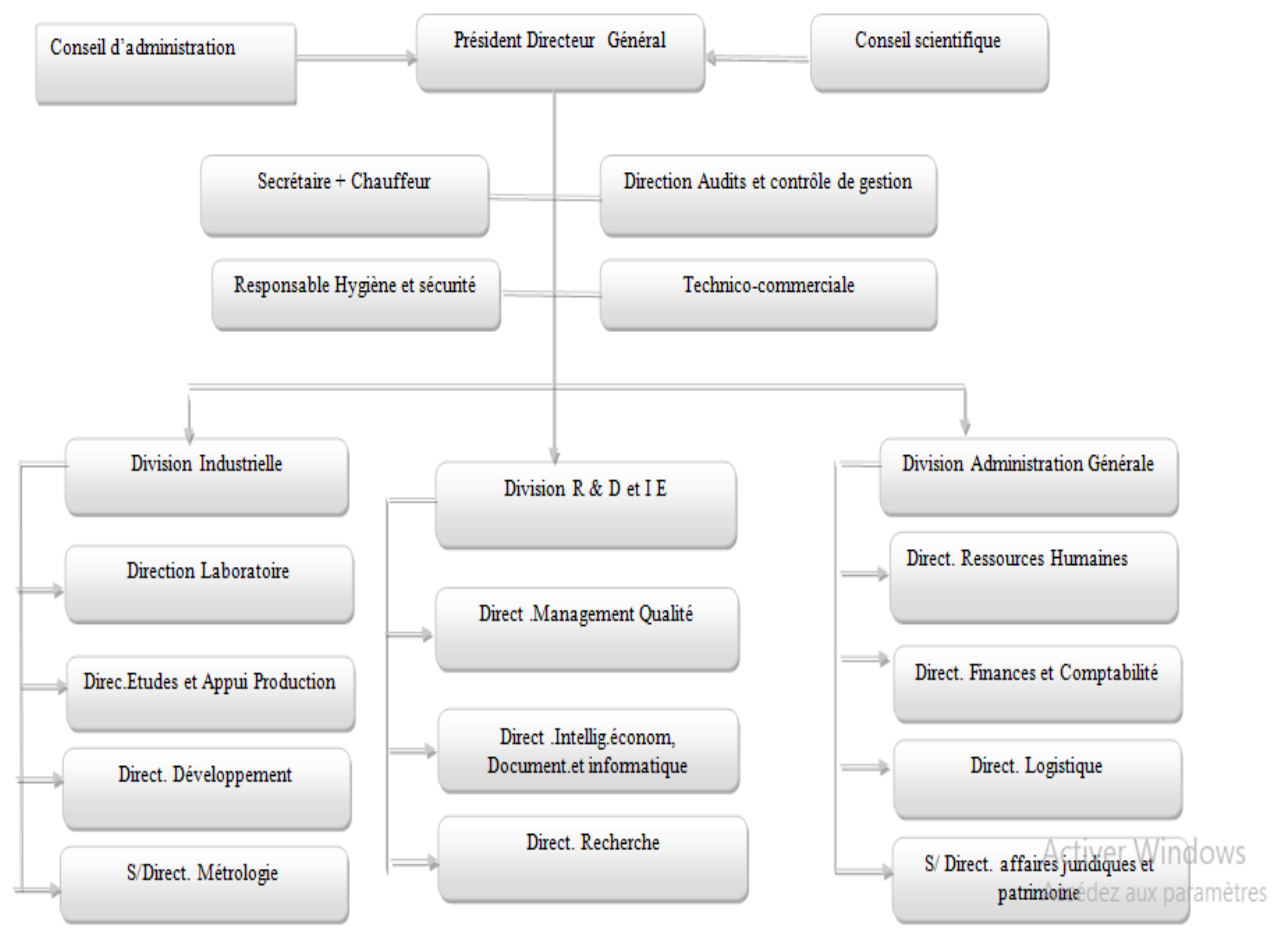 Conseil d'administration
Président Directeur Général
Conseil scientifique
Secrétaire + Chauffeur
Direction Audits et contrôle de gestion
Responsable Hygiène et sécurité
Technico-commerciale
Division Industrielle
Direction Laboratoire
Direc.Etudes et Appui Production
Direct. Développement
S/Direct. Métrologie
Division R & D et I E
Direct .Management Qualité
Direct .Intellig.économ,
Document.et informatique
Direct. Recherche
Division Administration Générale
Direct. Ressources Humaines
Direct. Finances et Comptabilité
Direct. Logistique
S/ Direct. affaires juridiques et
patrimoine
Activer Windows
Accédez aux paramètres